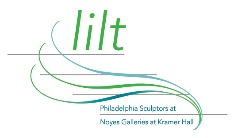 lilt
Philadelphia Sculptors at
Noyes Galleries at Kramer Hall